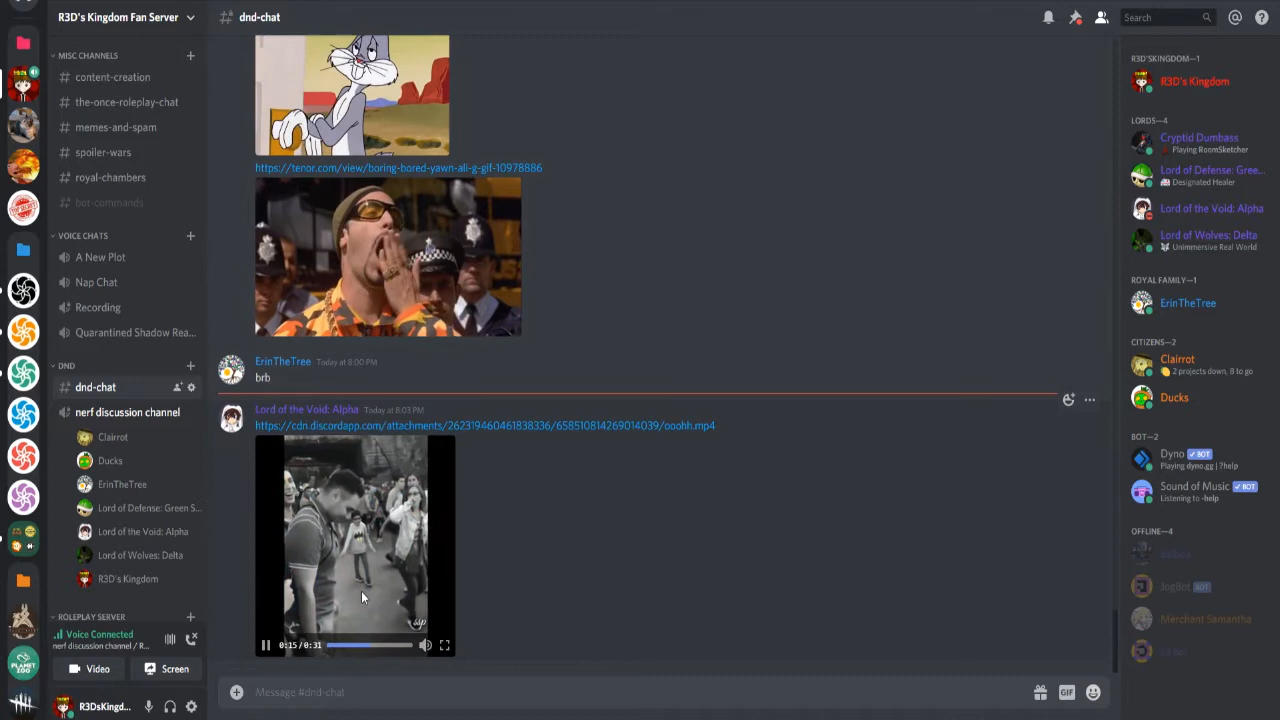 R3D's Kingdom Fan Server
MISC CHANNELS
content-creation
the-once-roleplay-chat
memes-and-spam
spoiler-wars
royal-chambers
bot-commands
VOICE CHATS
A New Plot
Nap Chat
Recording
Quarantined Shadow Rea...
DND
dnd-chat
nerf discussion channel
Clairrot
Ducks
ErinTheTree
Lord of Defense: Green S...
Lord of the Void: Alpha
Lord of Wolves: Delta
R3D's Kingdom
ROLEPLAY SERVER
Voice Connected
nerf discussion channel / R...
Video
Screen
R3DsKingd...
TOP SECRET
PLANET ZOO
dnd-chat
Search
https://tenor.com/view/boring-bored-yawn-ali-g-gif-10978886
ErinTheTree Today at 8:00 PM
brb
Lord of the Void: Alpha Today at 8:03 PM
https://cdn.discordapp.com/attachments/262319460461838336/658510814269014039/ooohh.mp4
ssp
0:15 / 0:31
Message #dnd-chat
GIF
R3D'SKINGDOM—1
R3D's Kingdom
LORDS—4
Cryptid Dumbass
Playing RoomSketcher
Lord of Defense: Gree...
Designated Healer
Lord of the Void: Alpha
Lord of Wolves: Delta
Unimmersive Real World
ROYAL FAMILY—1
ErinTheTree
CITIZENS—2
Clairrot
2 projects down, 8 to go
Ducks
BOT—2
Dyno BOT
Playing dyno.gg | ?help
Sound of Music BOT
Listening to -help
OFFLINE—4
JogBot BOT
Merchant Samantha